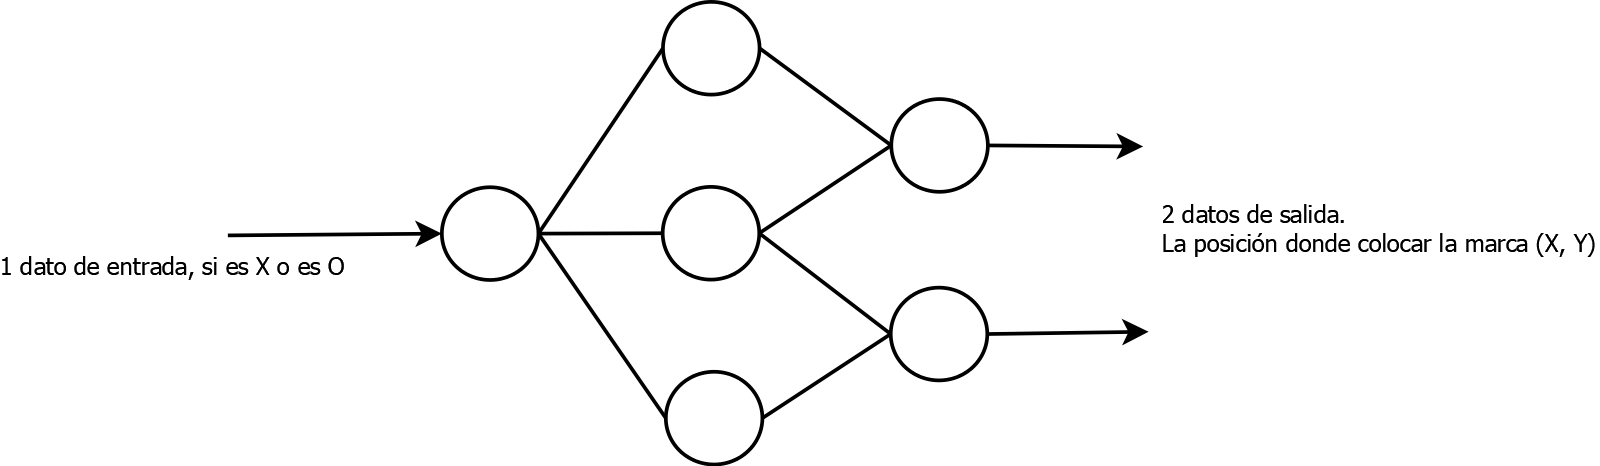 1 dato de entrada, si es X o es O
2 datos de salida.
La posición donde colocar la marca (X, Y)